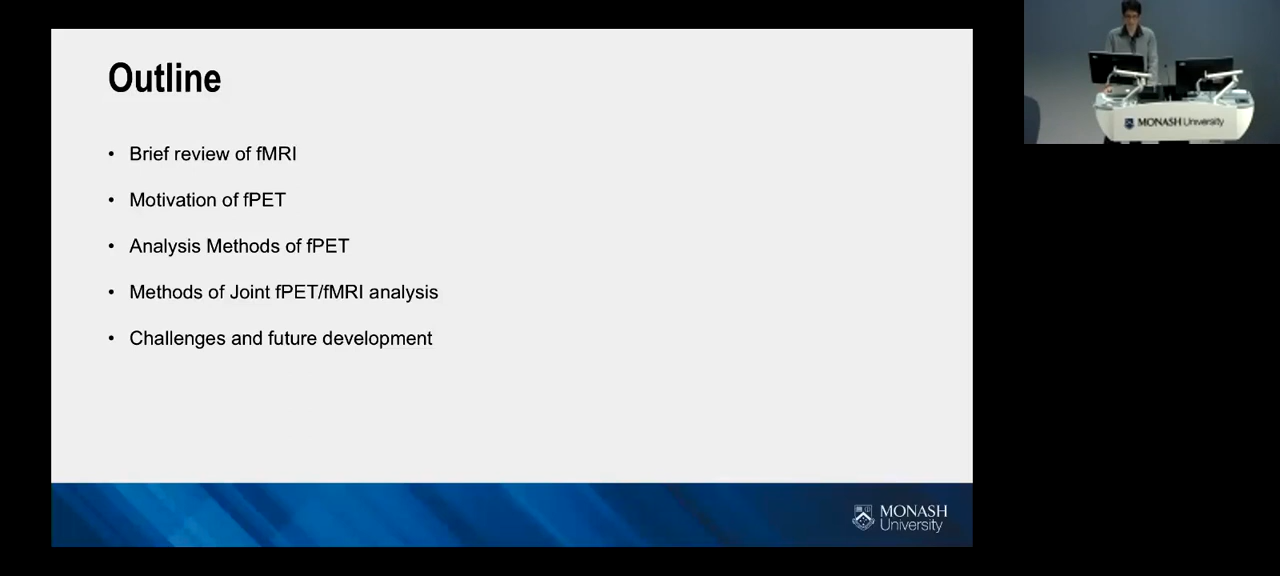 Outline
• Brief review of fMRI
• Motivation of fPET
• Analysis Methods of fPET
• Methods of Joint fPET/fMRI analysis
• Challenges and future development
MONASH
University
MONASH University